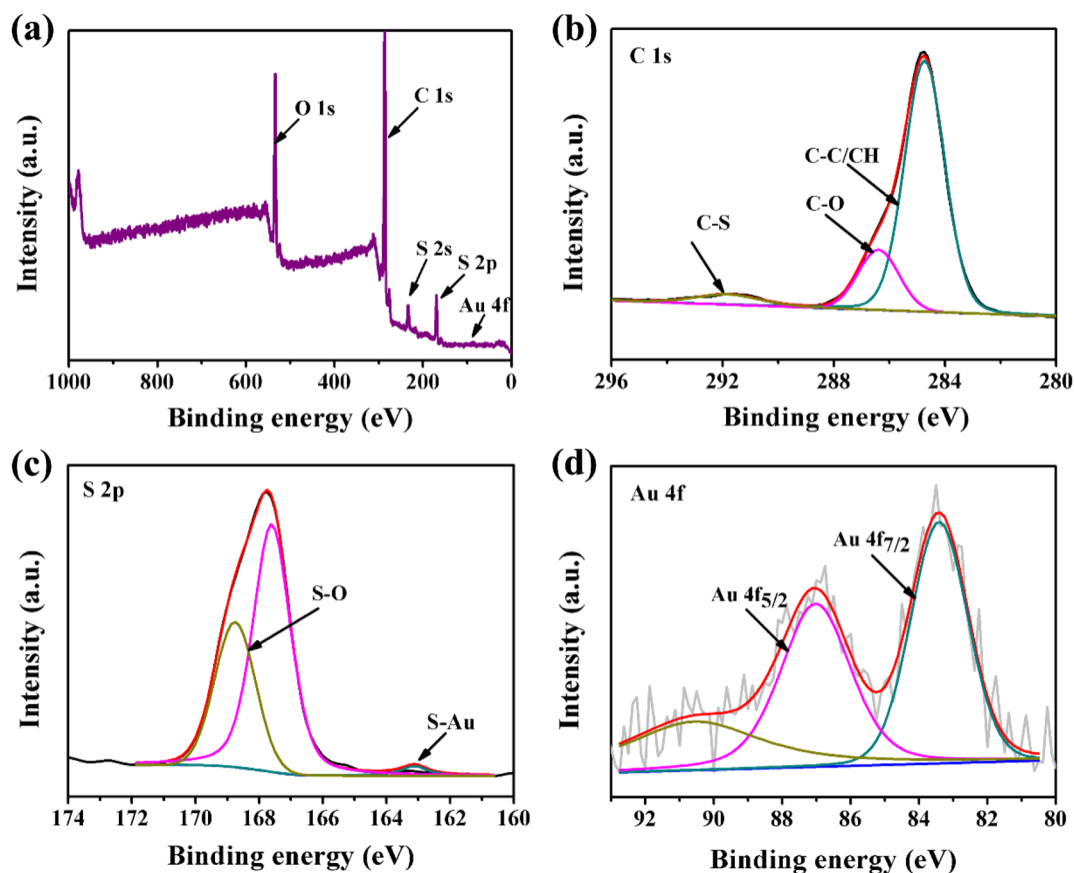 (a)
O 1s
C 1s
S 2s
S 2p
Au 4f
Intensity (a.u.)
1000 800 600 400 200 0
Binding energy (eV)
(b)
C 1s
C-C/CH
C-O
C-S
Intensity (a.u.)
296 292 288 284 280
Binding energy (eV)
(c)
S 2p
S-O
S-Au
Intensity (a.u.)
174 172 170 168 166 164 162 160
Binding energy (eV)
(d)
Au 4f
Au 4f7/2
Au 4f5/2
Intensity (a.u.)
92 90 88 86 84 82 80
Binding energy (eV)